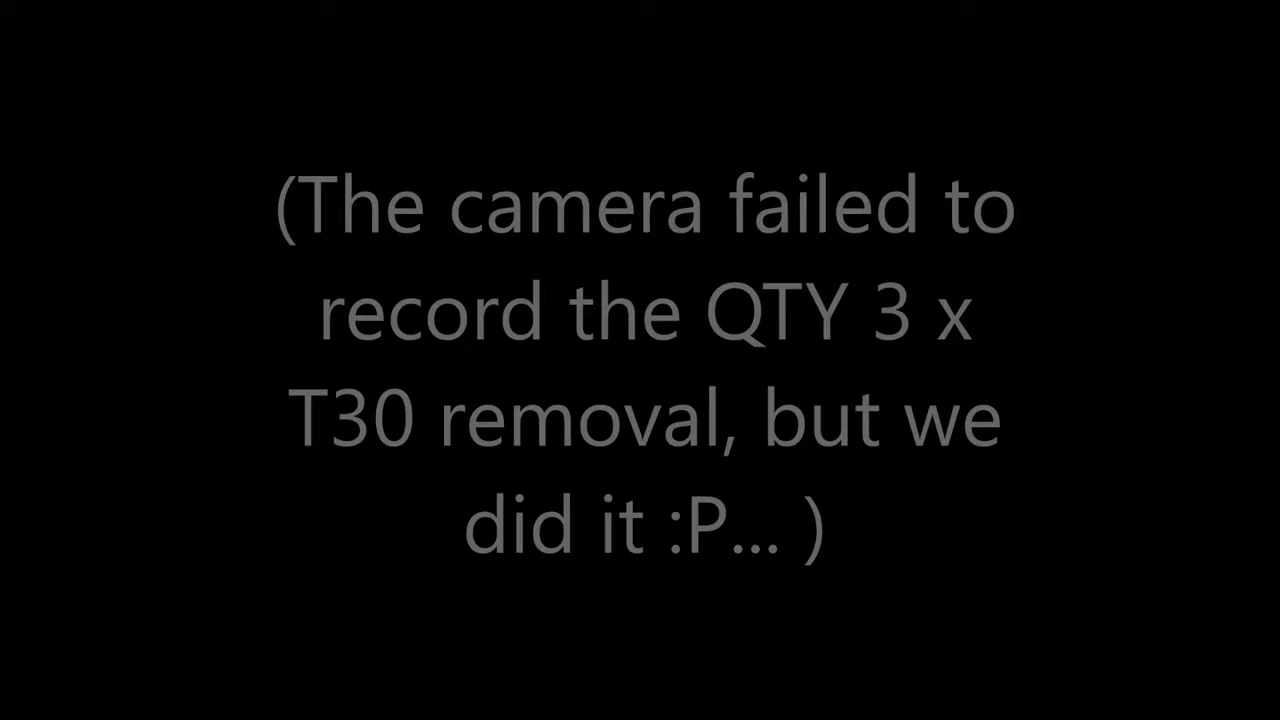 (The camera failed to
record the QTY 3 x
T30 removal, but we
did it :P... )